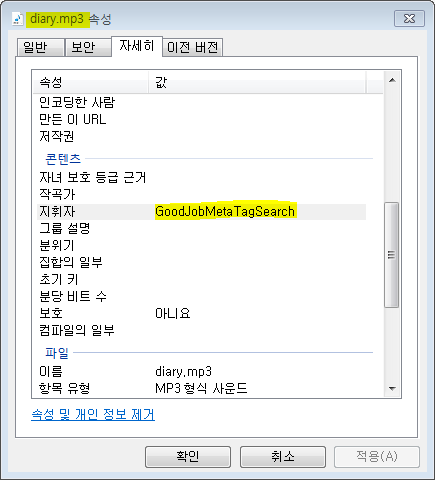 diary.mp3 속성
일반 보안 자세히 이전 버전
속성 값
인코딩한 사람
만든 이 URL
저작권
콘텐츠
자녀 보호 등급 근거
작곡가
지휘자 GoodJobMetaTagSearch
그룹 설명
분위기
집합의 일부
초기 키
분당 비트 수
보호 아니요
컴파일의 일부
파일
이름 diary.mp3
항목 유형 MP3 형식 사운드
속성 및 개인 정보 제거
확인 취소 적용(A)